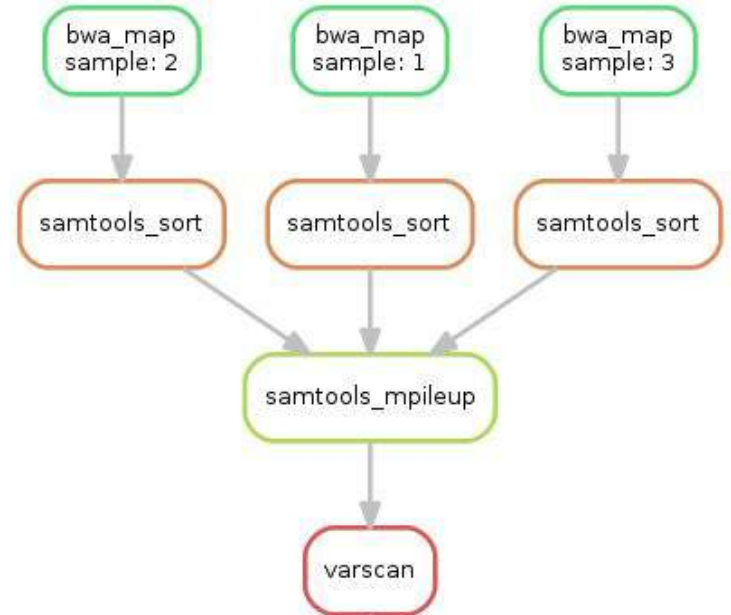 bwa_map
sample: 2
bwa_map
sample: 1
bwa_map
sample: 3
samtools_sort
samtools_sort
samtools_sort
samtools_mpileup
varscan